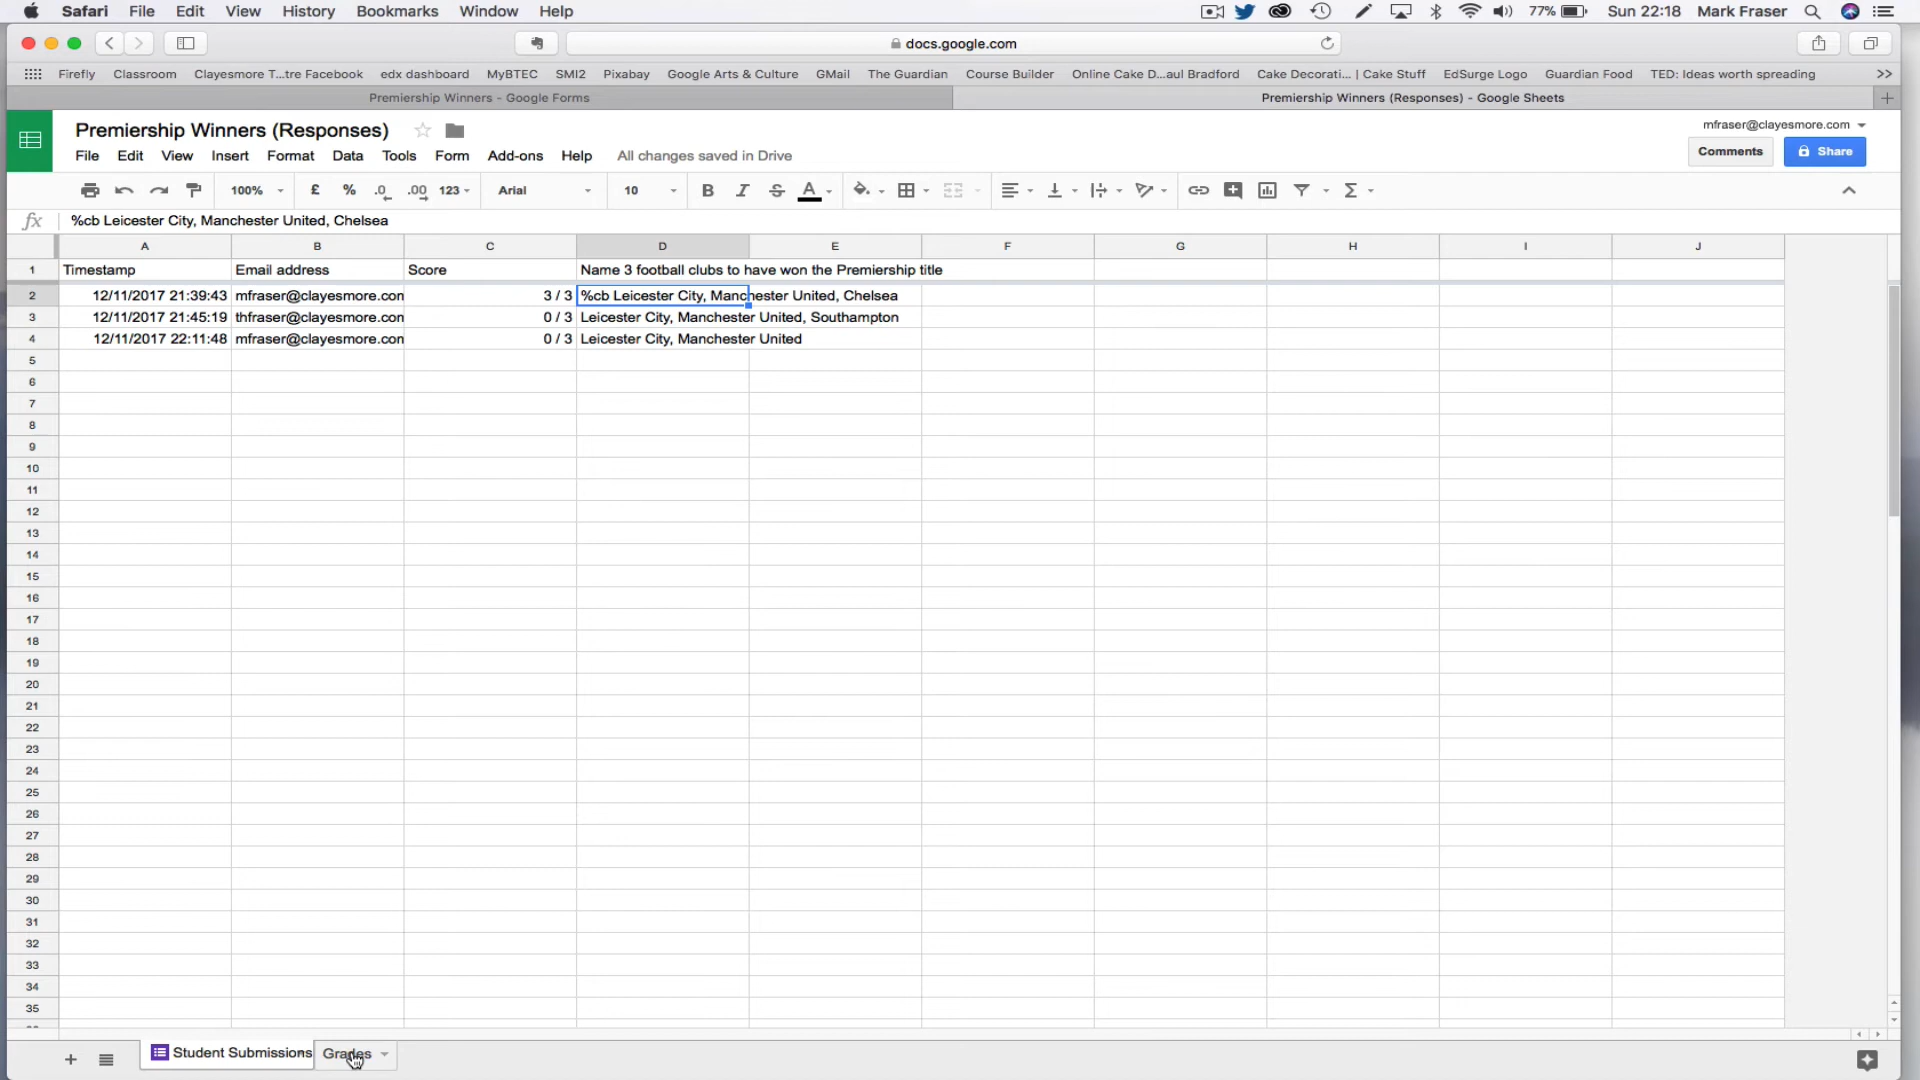 Safari File Edit View History Bookmarks Window Help 77% Sun 22:18 Mark Fraser
docs.google.com
Firefly Classroom Clayesmore T...tre Facebook edx dashboard MyBTEC SMI2 Pixabay Google Arts & Culture GMail The Guardian Course Builder Online Cake D...aul Bradford Cake Decorati... | Cake Stuff EdSurge Logo Guardian Food TED: Ideas worth spreading >>
Premiership Winners - Google Forms Premiership Winners (Responses) - Google Sheets +
Premiership Winners (Responses) mfraser@clayesmore.com
File Edit View Insert Format Data Tools Form Add-ons Help All changes saved in Drive Comments Share
100% £ % .0 .00 123 Arial 10 B I S A Σ
fx %cb Leicester City, Manchester United, Chelsea
A B C D E F G H I J
1 Timestamp Email address Score Name 3 football clubs to have won the Premiership title
2 12/11/2017 21:39:43 mfraser@clayesmore.con 3 / 3 %cb Leicester City, Manchester United, Chelsea
3 12/11/2017 21:45:19 thfraser@clayesmore.con 0 / 3 Leicester City, Manchester United, Southampton
4 12/11/2017 22:11:48 mfraser@clayesmore.con 0 / 3 Leicester City, Manchester United
5
6
7
8
9
10
11
12
13
14
15
16
17
18
19
20
21
22
23
24
25
26
27
28
29
30
31
32
33
34
35
+ Student Submissions Grades